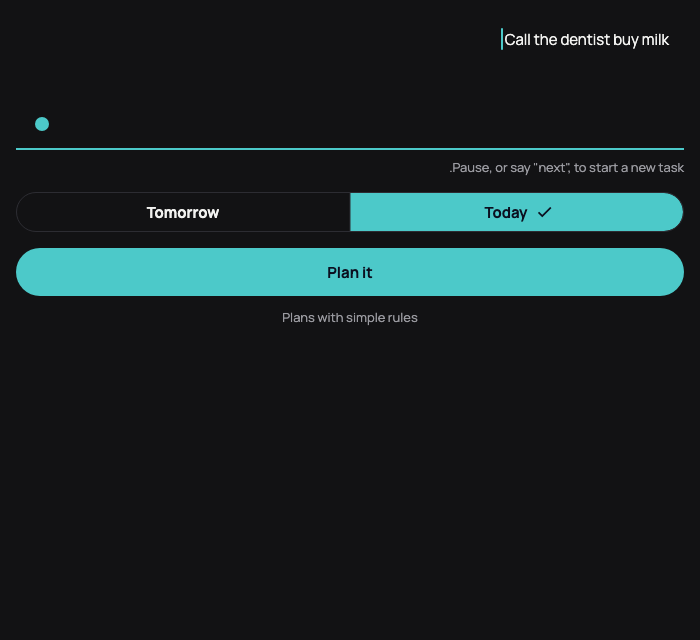 Call the dentist buy milk
.Pause, or say "next", to start a new task
Today
Tomorrow
Plan it
Plans with simple rules